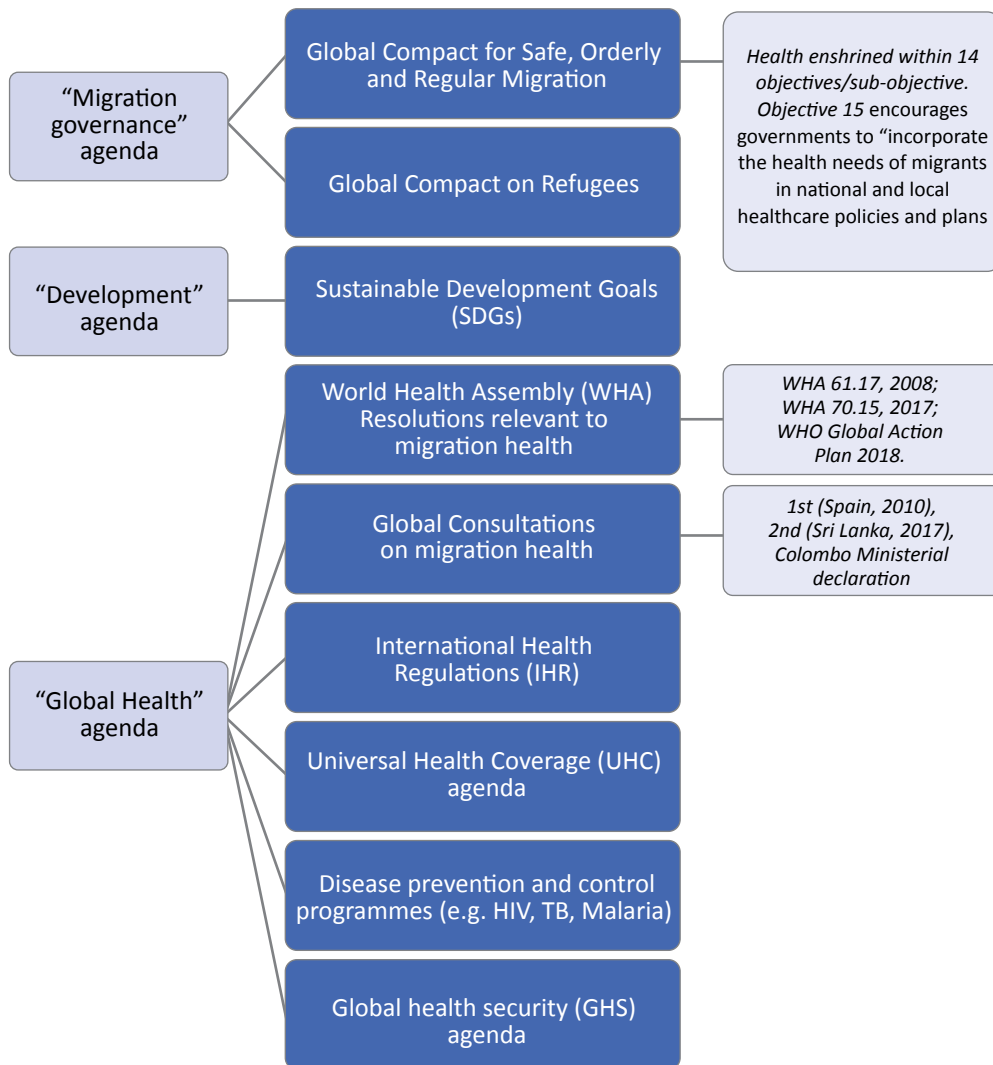 “Migration
governance”
agenda
Global Compact for Safe, Orderly
and Regular Migration
Health enshrined within 14
objectives/sub-objective.
Objective 15 encourages
governments to “incorporate
the health needs of migrants
in national and local
healthcare policies and plans
Global Compact on Refugees
“Development”
agenda
Sustainable Development Goals
(SDGs)
“Global Health”
agenda
World Health Assembly (WHA)
Resolutions relevant to
migration health
WHA 61.17, 2008;
WHA 70.15, 2017;
WHO Global Action
Plan 2018.
Global Consultations
on migration health
1st (Spain, 2010),
2nd (Sri Lanka, 2017),
Colombo Ministerial
declaration
International Health
Regulations (IHR)
Universal Health Coverage (UHC)
agenda
Disease prevention and control
programmes (e.g. HIV, TB, Malaria)
Global health security (GHS)
agenda